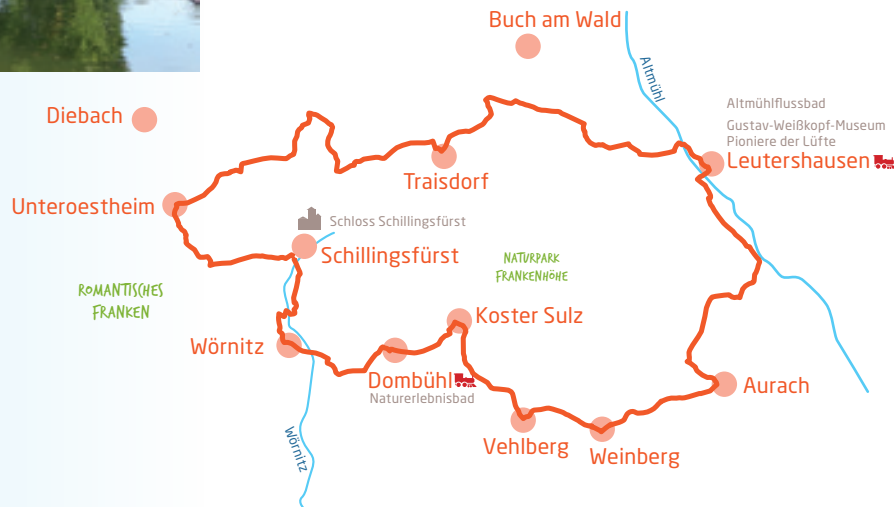 Buch am Wald
Altmühl
Altmühlflussbad
Gustav-Weißkopf-Museum
Pioniere der Lüfte
Leutershausen
Diebach
Traisdorf
Unteroestheim
Schloss Schillingsfürst
Schillingsfürst
NATURPARK
FRANKENHÖHE
ROMANTISCHES
FRANKEN
Koster Sulz
Wörnitz
Dombühl
Naturerlebnisbad
Aurach
Vehlberg
Weinberg
Wörnitz